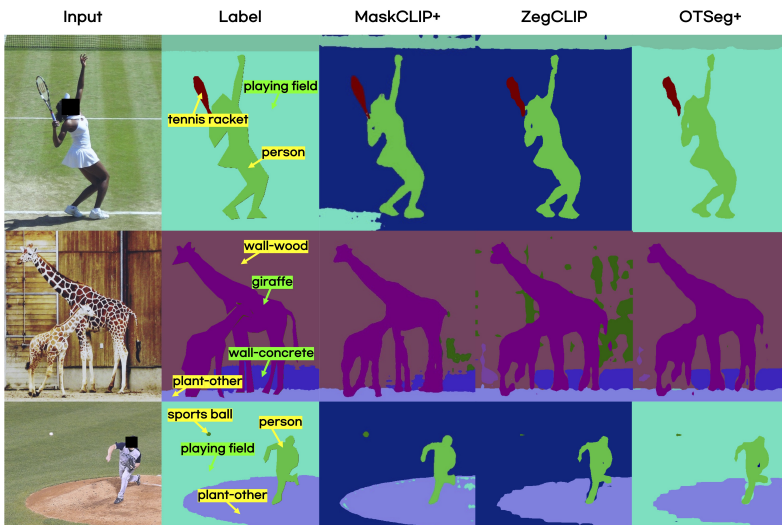 Input Label MaskCLIP+ ZegCLIP OTSeg+
playing field
tennis racket
person
wall-wood
giraffe
wall-concrete
plant-other
sports ball
person
playing field
plant-other